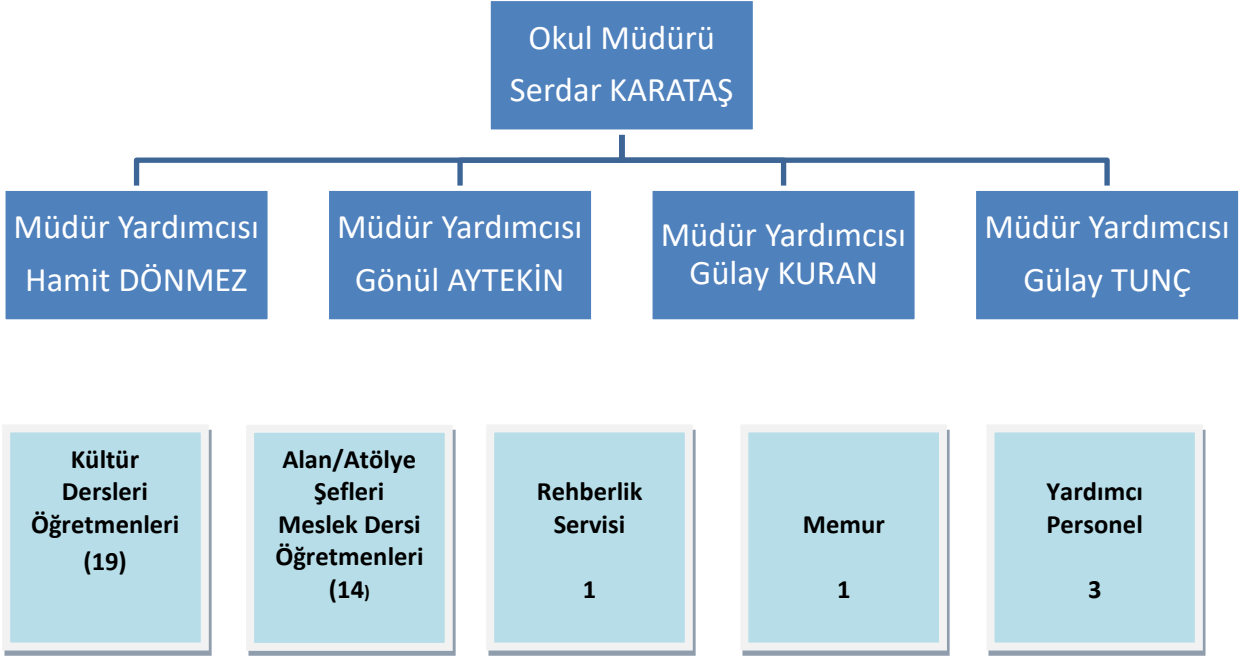 Okul Müdürü
Serdar KARATAŞ
Müdür Yardımcısı
Hamit DÖNMEZ
Müdür Yardımcısı
Gönül AYTEKİN
Müdür Yardımcısı
Gülay KURAN
Müdür Yardımcısı
Gülay TUNÇ
Kültür
Dersleri
Öğretmenleri
(19)
Alan/Atölye
Şefleri
Meslek Dersi
Öğretmenleri
(14)
Rehberlik
Servisi
1
Memur
1
Yardımcı
Personel
3